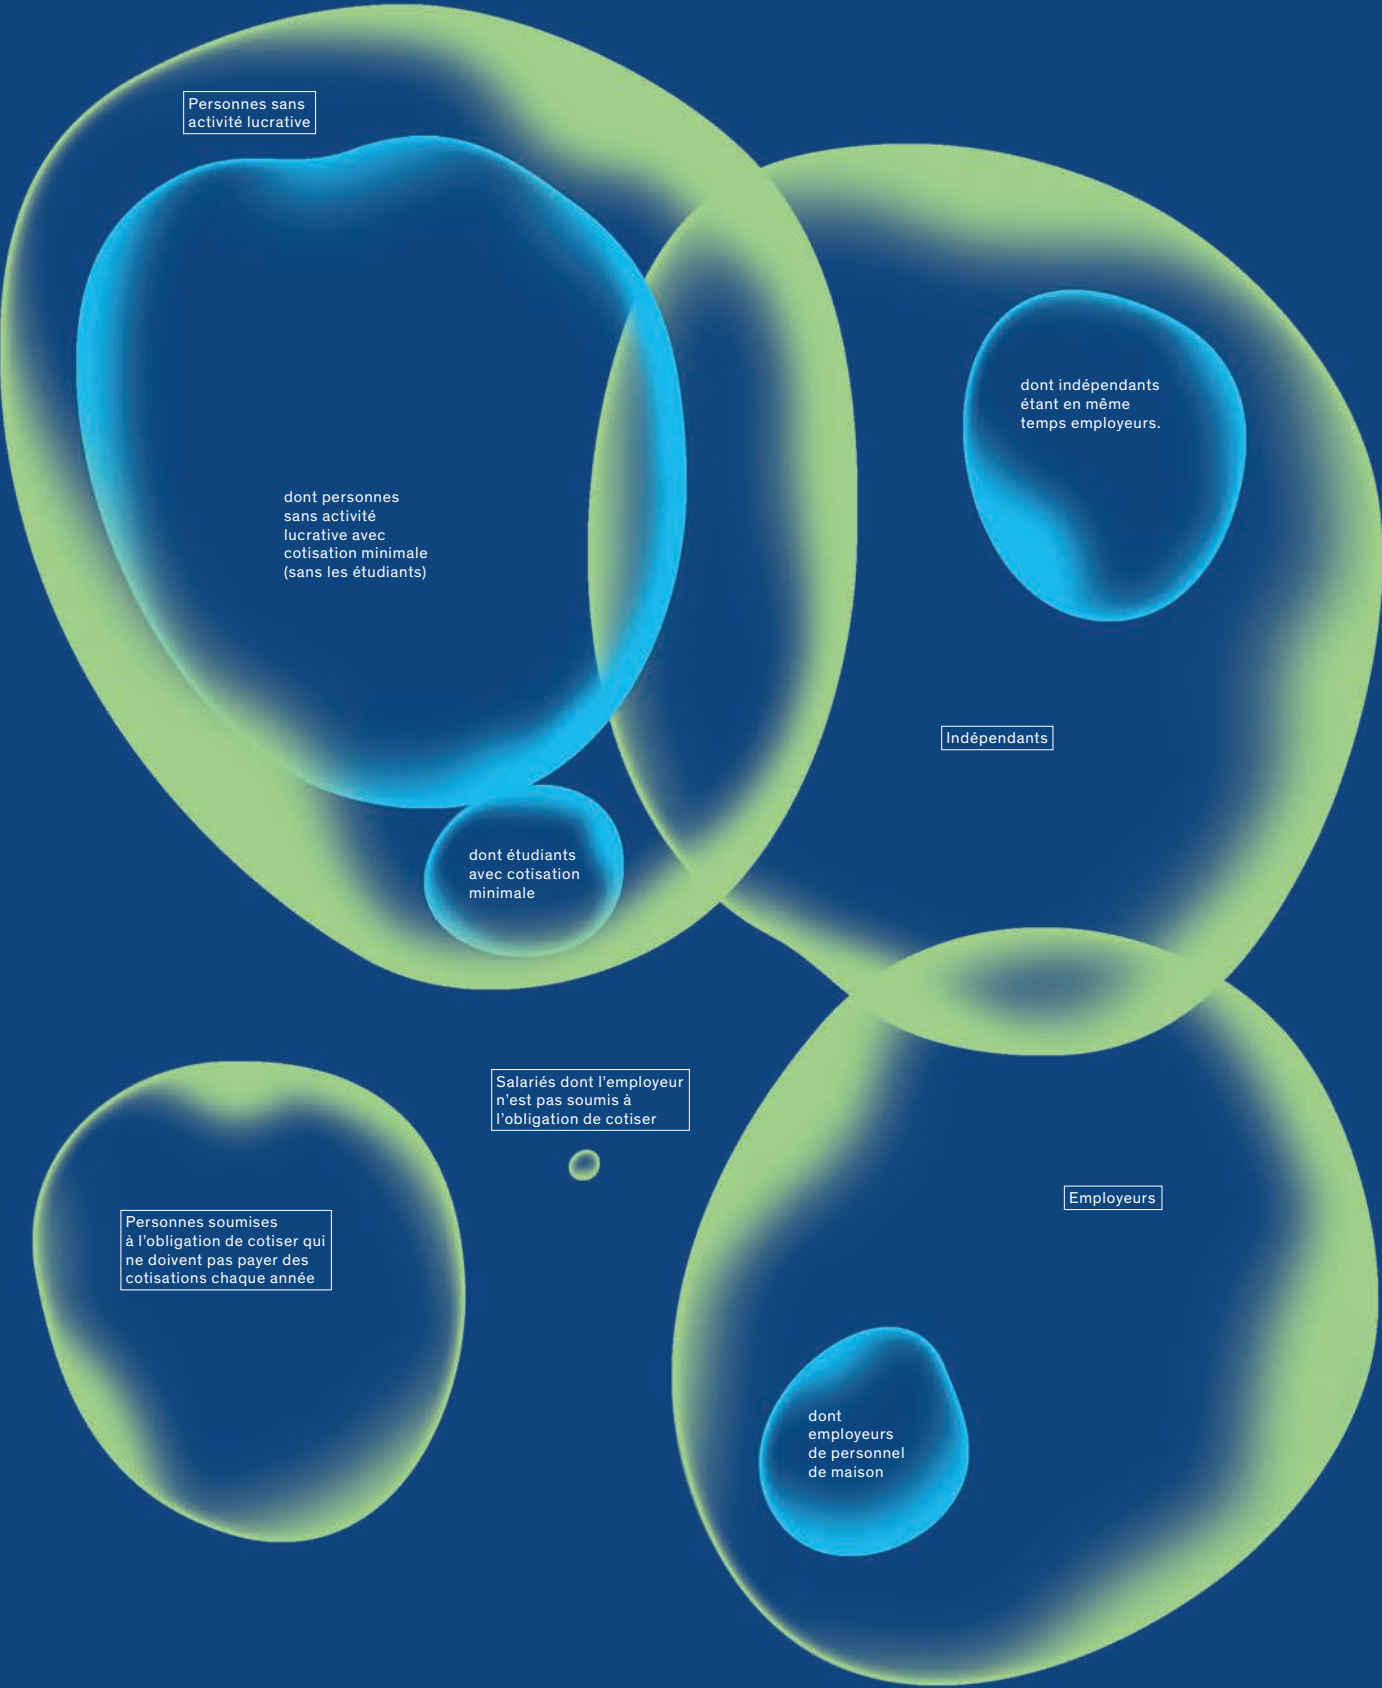 Personnes sans
activité lucrative
dont indépendants
étant en même
temps employeurs.
dont personnes
sans activité
lucrative avec
cotisation minimale
(sans les étudiants)
Indépendants
dont étudiants
avec cotisation
minimale
Salariés dont l'employeur
n'est pas soumis à
l'obligation de cotiser
Employeurs
Personnes soumises
à l'obligation de cotiser qui
ne doivent pas payer des
cotisations chaque année
dont
employeurs
de personnel
de maison